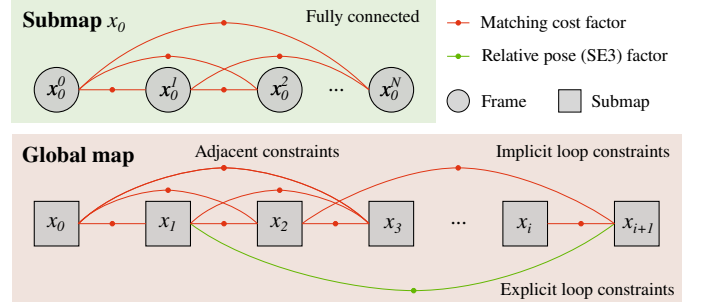 Submap x₀ Fully connected
Matching cost factor
Relative pose (SE3) factor
x₀⁰ x₀¹ x₀² ... x₀ᴺ
Frame Submap
Global map Adjacent constraints Implicit loop constraints
x₀ x₁ x₂ x₃ ... xᵢ xᵢ₊₁
Explicit loop constraints